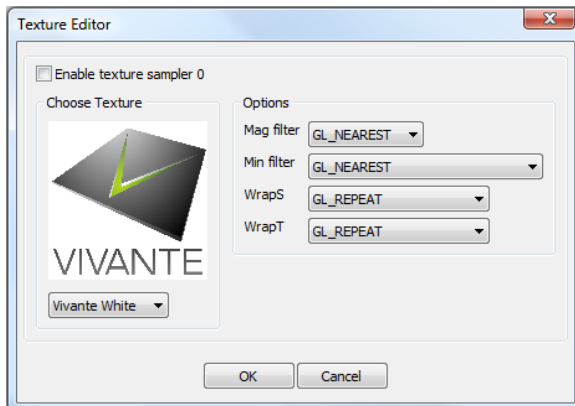 Texture Editor
Enable texture sampler 0
Choose Texture
VIVANTE
Vivante White
Options
Mag filter GL_NEAREST
Min filter GL_NEAREST
WrapS GL_REPEAT
WrapT GL_REPEAT
OK Cancel